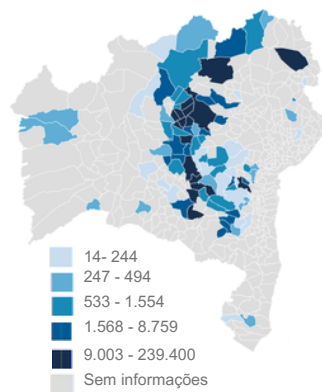 14- 244
247 - 494
533 - 1.554
1.568 - 8.759
9.003 - 239.400
Sem informações